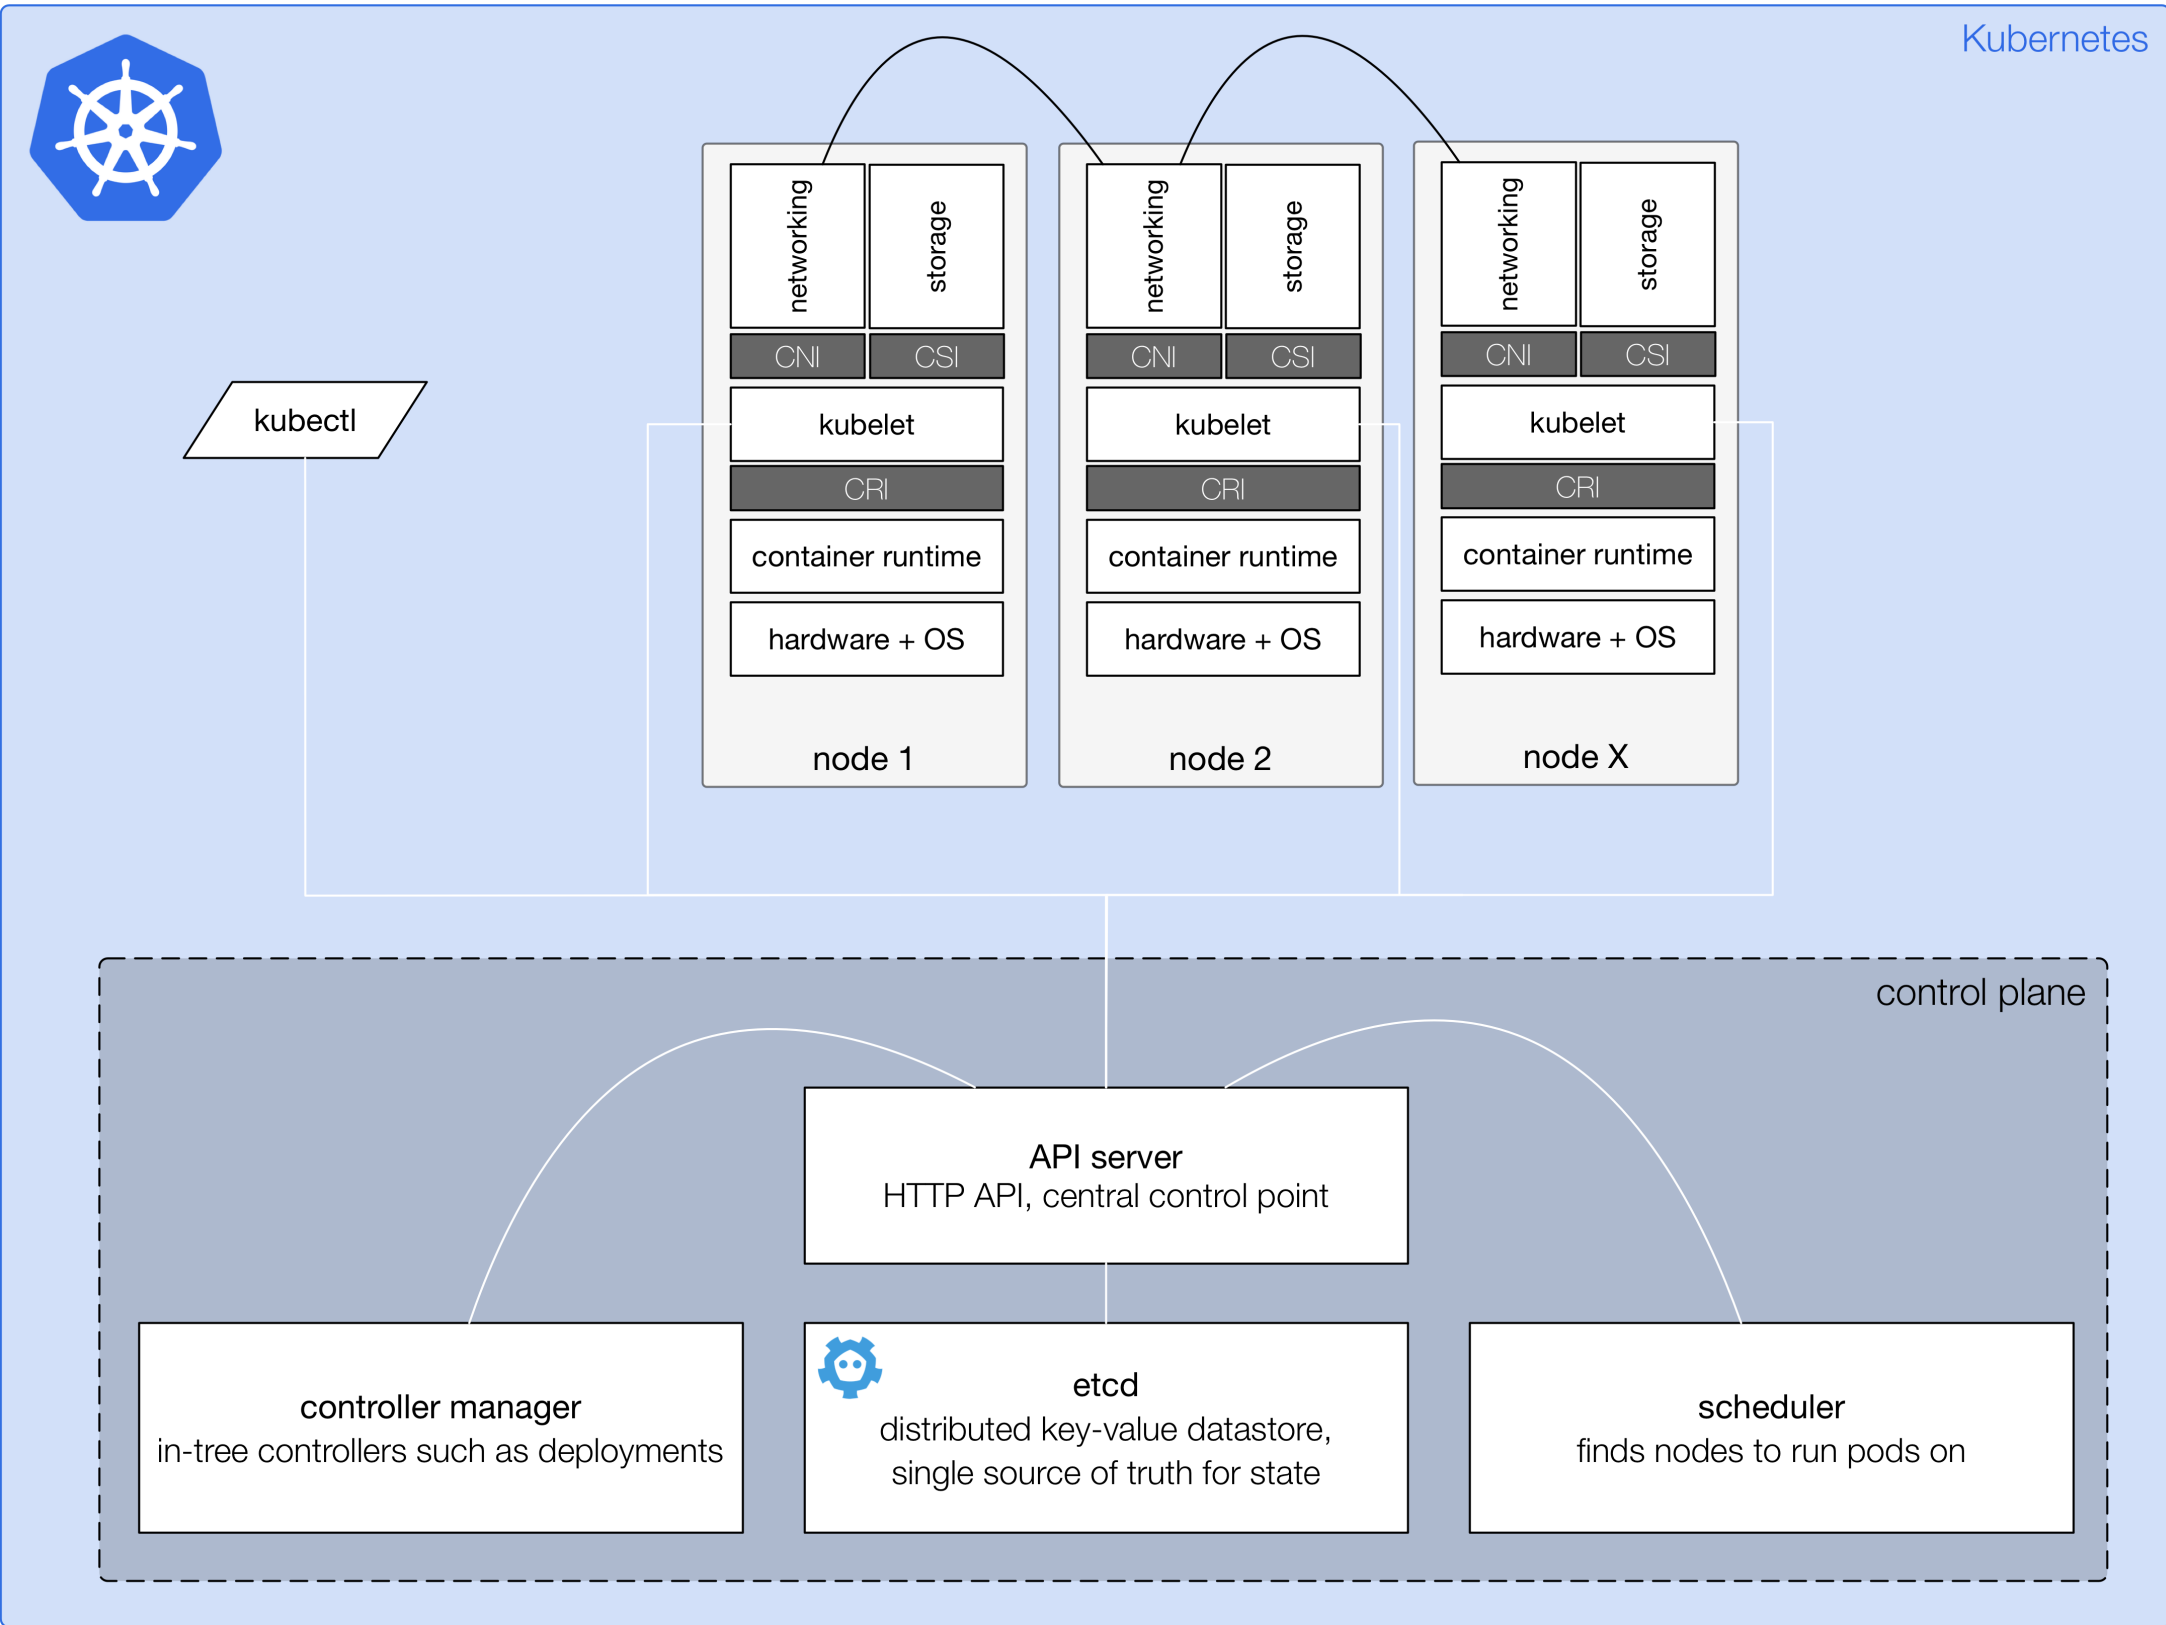 Kubernetes
kubectl
networking
storage
CNI
CSI
kubelet
CRI
container runtime
hardware + OS
node 1
networking
storage
CNI
CSI
kubelet
CRI
container runtime
hardware + OS
node 2
networking
storage
CNI
CSI
kubelet
CRI
container runtime
hardware + OS
node X
control plane
API server
HTTP API, central control point
controller manager
in-tree controllers such as deployments
etcd
distributed key-value datastore,
single source of truth for state
scheduler
finds nodes to run pods on